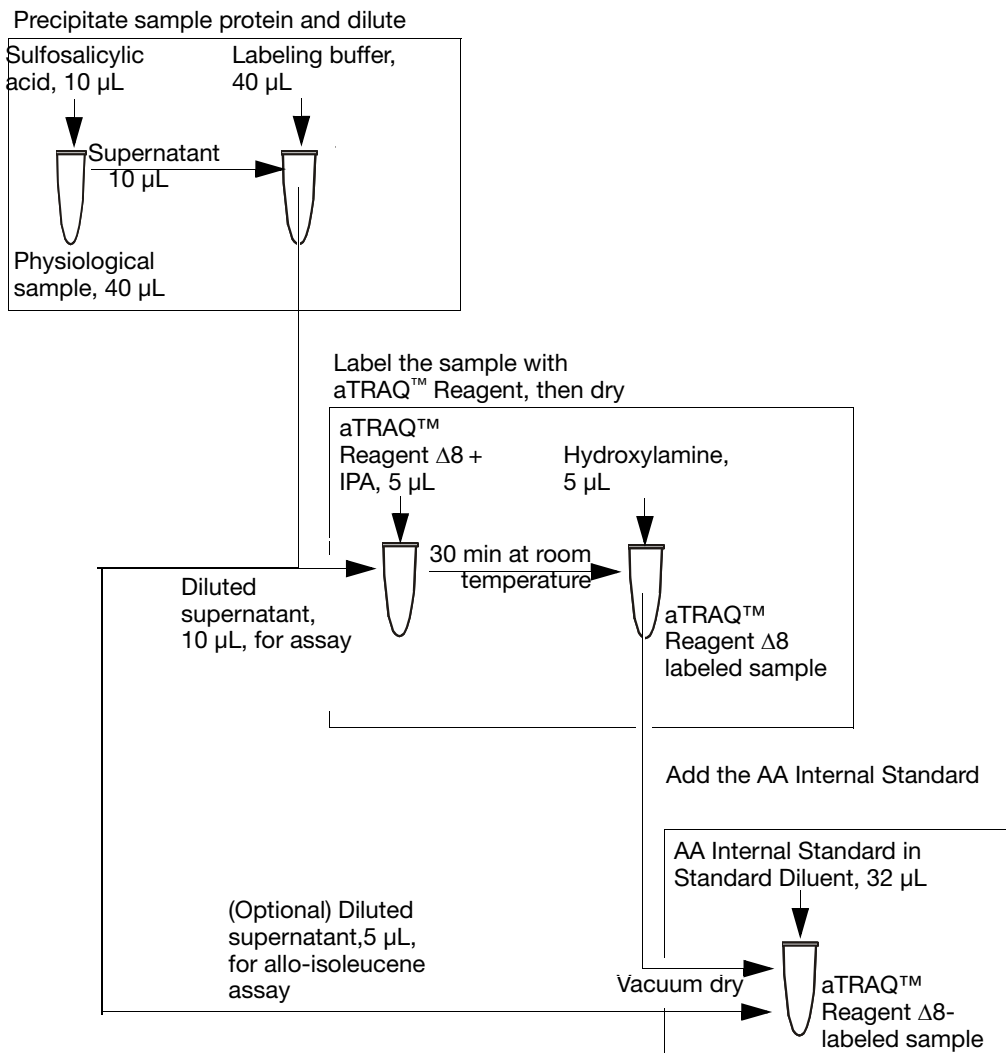 Precipitate sample protein and dilute
Sulfosalicylic
acid, 10 µL
Labeling buffer,
40 µL
Supernatant
10 µL
Physiological
sample, 40 µL
Label the sample with
aTRAQ™ Reagent, then dry
aTRAQ™
Reagent Δ8 +
IPA, 5 µL
Hydroxylamine,
5 µL
30 min at room
temperature
Diluted
supernatant,
10 µL, for assay
aTRAQ™
Reagent Δ8
labeled sample
Add the AA Internal Standard
AA Internal Standard in
Standard Diluent, 32 µL
(Optional) Diluted
supernatant,5 µL,
for allo-isoleucene
assay
Vacuum dry
aTRAQ™
Reagent Δ8-
labeled sample